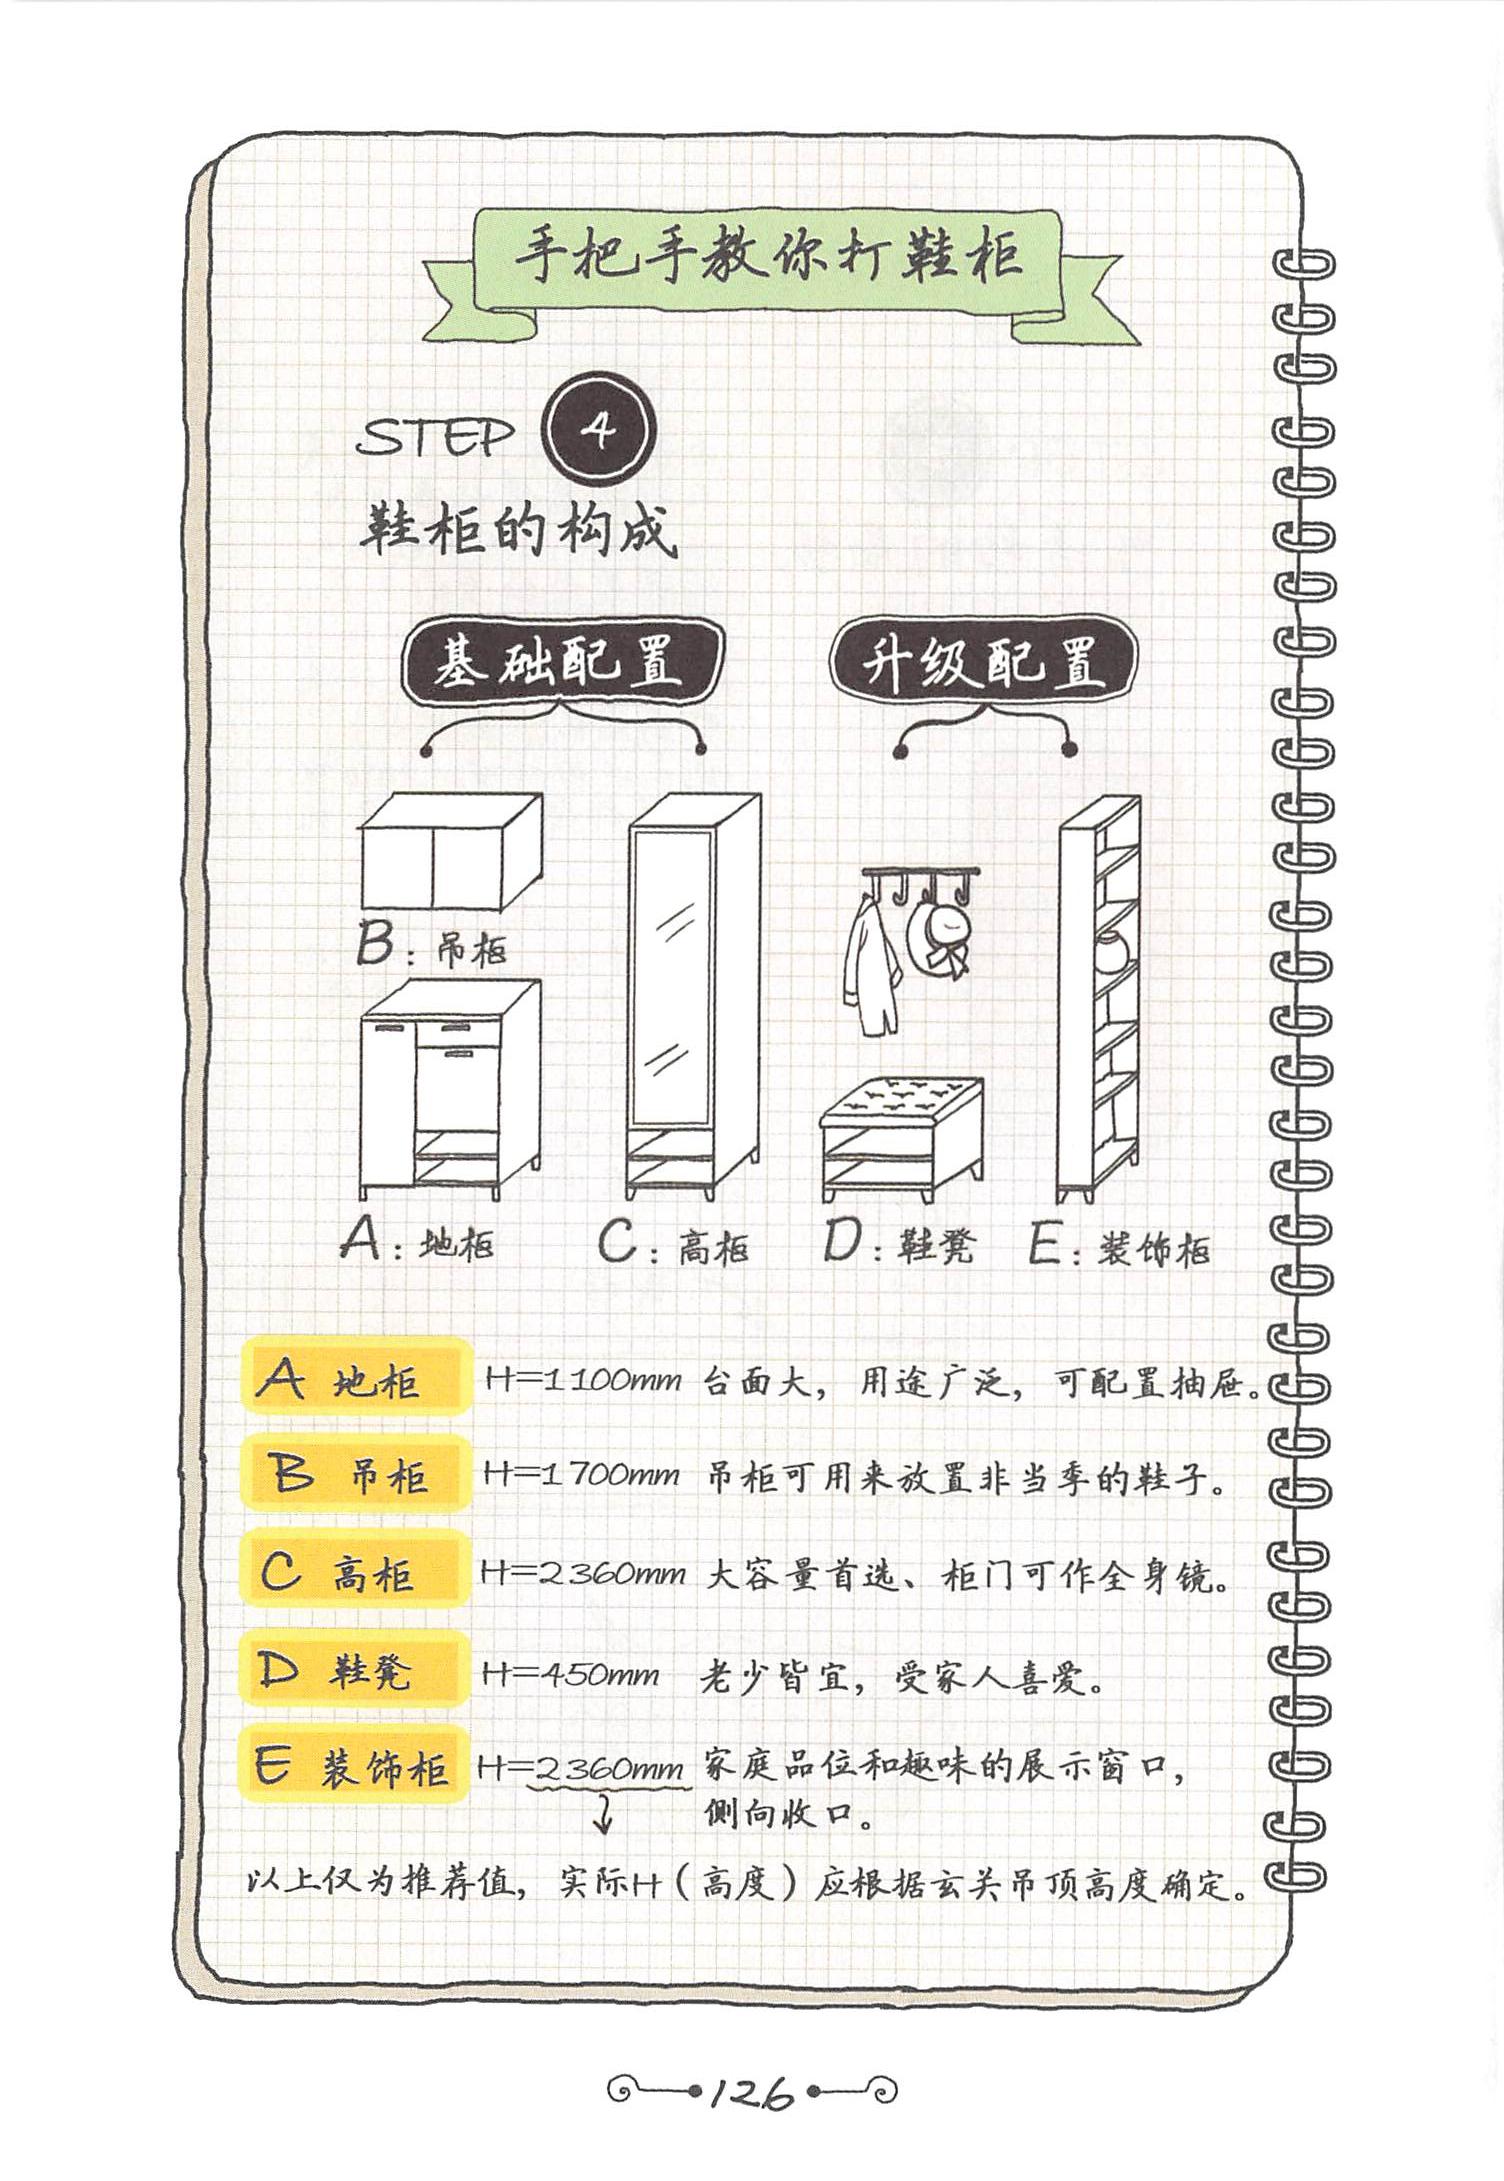 手把手教你打鞋柜
STEP 4
鞋柜的构成
基础配置
升级配置
B：吊柜
A：地柜
C：高柜
D：鞋凳
E：装饰柜
A 地柜 H=1100mm 台面大，用途广泛，可配置抽屉。
B 吊柜 H=1700mm 吊柜可用来放置非当季的鞋子。
C 高柜 H=2360mm 大容量首选、柜门可作全身镜。
D 鞋凳 H=450mm 老少皆宜，受家人喜爱。
E 装饰柜 H=2360mm 家庭品位和趣味的展示窗口，
侧向收口。
以上仅为推荐值，实际H（高度）应根据玄关吊顶高度确定。
126